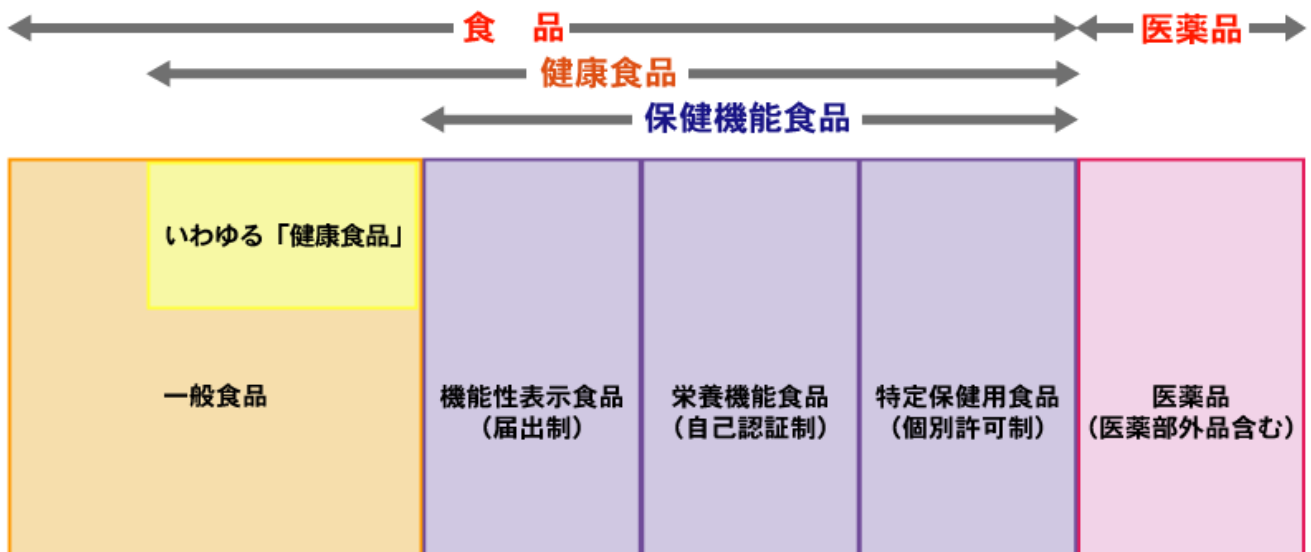 食　品
医薬品
健康食品
保健機能食品
いわゆる「健康食品」
一般食品
機能性表示食品
（届出制）
栄養機能食品
（自己認証制）
特定保健用食品
（個別許可制）
医薬品
（医薬部外品含む）